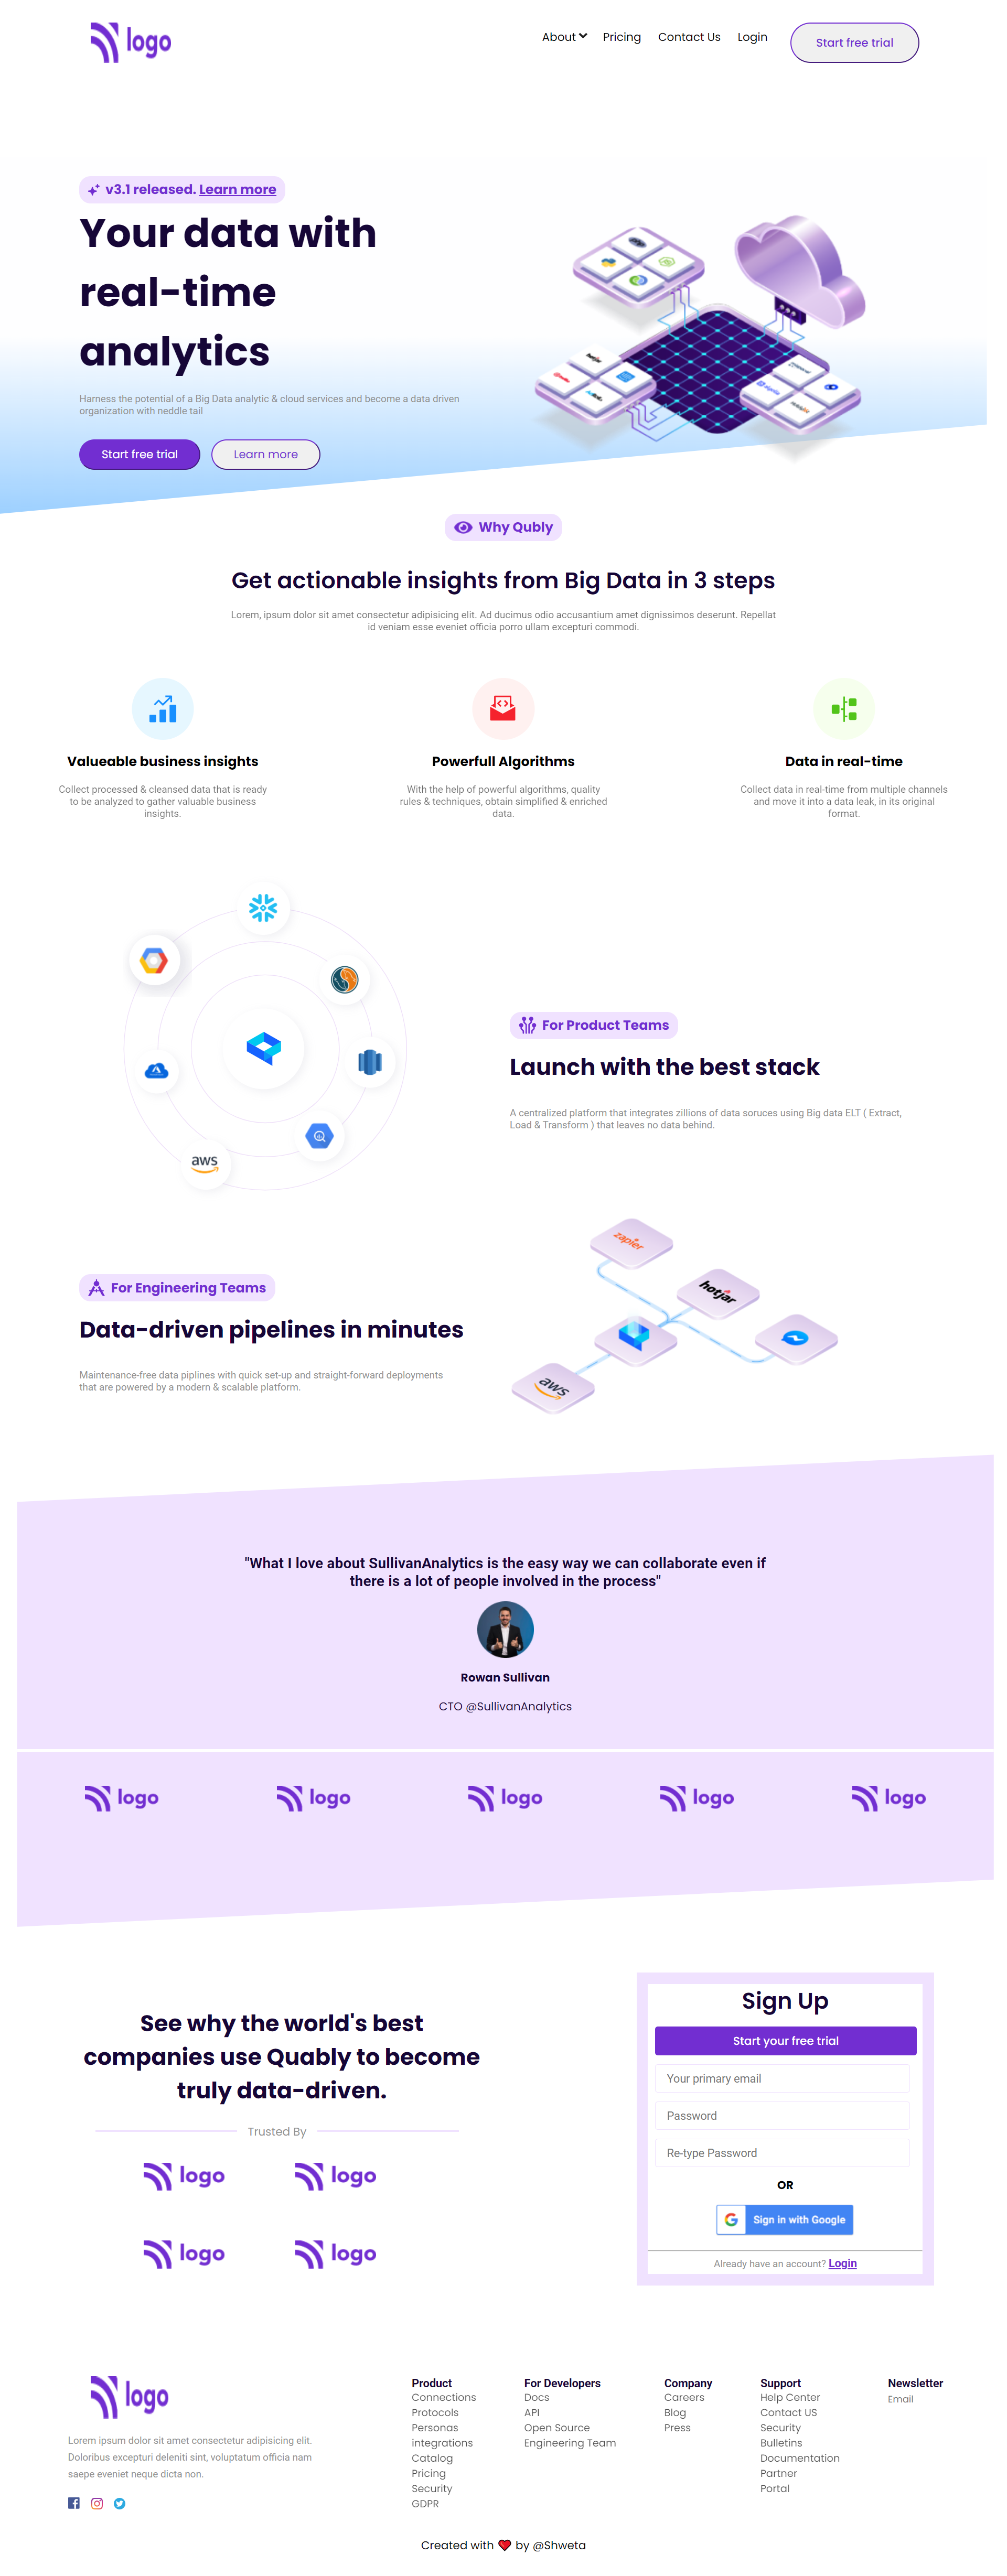 logo
About
Pricing
Contact Us
Login
Start free trial
v3.1 released. Learn more
Your data with
real-time
analytics
Harness the potential of a Big Data analytic & cloud services and become a data driven
organization with neddle tail
Start free trial
Learn more
hotjar
Why Qubly
Get actionable insights from Big Data in 3 steps
Lorem, ipsum dolor sit amet consectetur adipisicing elit. Ad ducimus odio accusantium amet dignissimos deserunt. Repellat
id veniam esse eveniet officia porro ullam excepturi commodi.
Valueable business insights
Collect processed & cleansed data that is ready
to be analyzed to gather valuable business
insights.
Powerfull Algorithms
With the help of powerful algorithms, quality
rules & techniques, obtain simplified & enriched
data.
Data in real-time
Collect data in real-time from multiple channels
and move it into a data leak, in its original
format.
aws
For Product Teams
Launch with the best stack
A centralized platform that integrates zillions of data soruces using Big data ELT ( Extract,
Load & Transform ) that leaves no data behind.
For Engineering Teams
Data-driven pipelines in minutes
Maintenance-free data piplines with quick set-up and straight-forward deployments
that are powered by a modern & scalable platform.
zapier
hotjar
aws
"What I love about SullivanAnalytics is the easy way we can collaborate even if
there is a lot of people involved in the process"
Rowan Sullivan
CTO @SullivanAnalytics
logo
logo
logo
logo
logo
See why the world's best
companies use Quably to become
truly data-driven.
Trusted By
logo
logo
logo
logo
Sign Up
Start your free trial
Your primary email
Password
Re-type Password
OR
Sign in with Google
Already have an account? Login
logo
Lorem ipsum dolor sit amet consectetur adipisicing elit.
Doloribus excepturi deleniti sint, voluptatum officia nam
saepe eveniet neque dicta non.
Product
Connections
Protocols
Personas
integrations
Catalog
Pricing
Security
GDPR
For Developers
Docs
API
Open Source
Engineering Team
Company
Careers
Blog
Press
Support
Help Center
Contact US
Security
Bulletins
Documentation
Partner
Portal
Newsletter
Email
Created with ❤ by @Shweta